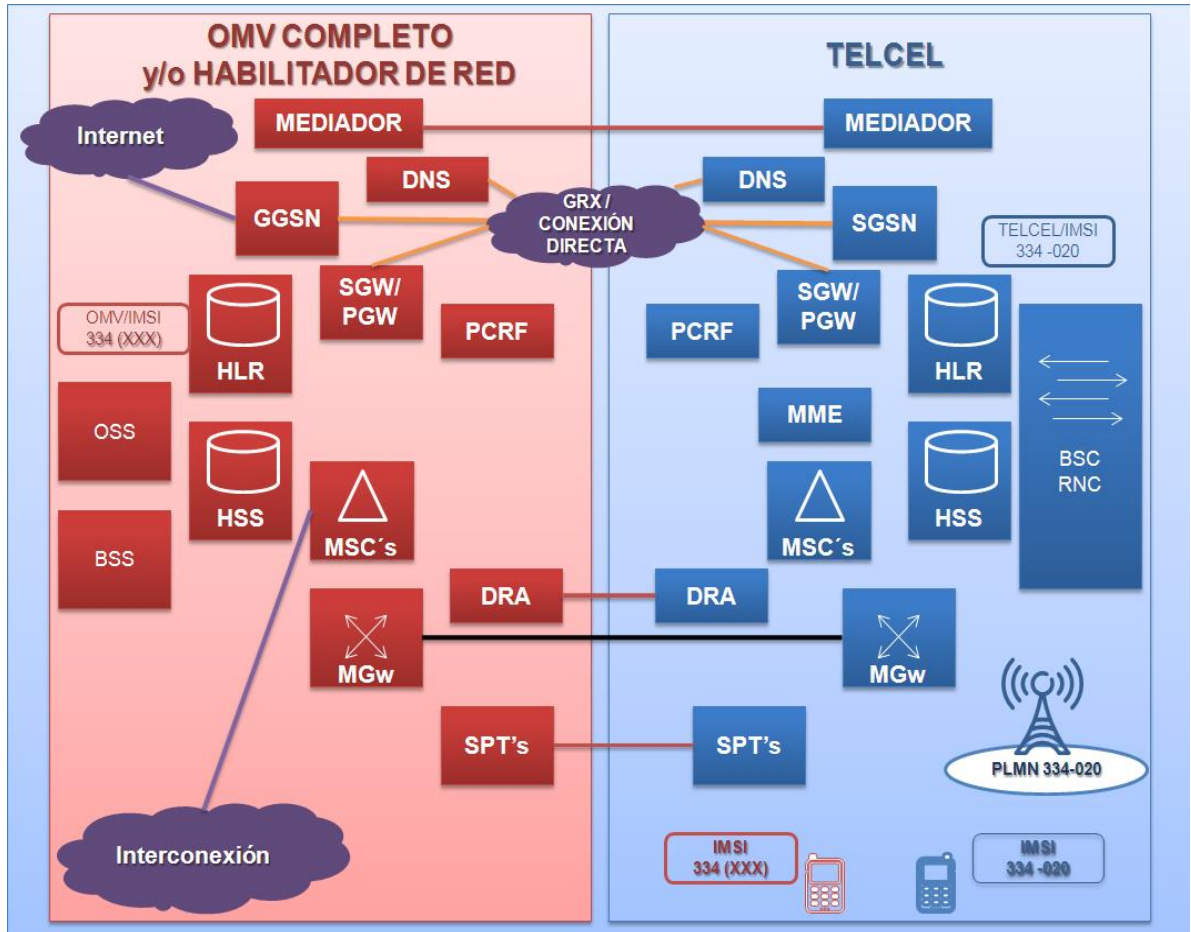 OMV COMPLETO
y/o HABILITADOR DE RED
Internet
MEDIADOR
DNS
GGSN
SGW/
PGW
PCRF
OMV/IMSI
334 (XXX)
HLR
OSS
HSS
BSS
MSC´s
DRA
MGw
SPT’s
Interconexión
GRX /
CONEXIÓN
DIRECTA
TELCEL
MEDIADOR
DNS
SGSN
TELCEL/IMSI
334 -020
SGW/
PGW
PCRF
HLR
MME
BSC
RNC
MSC´s
HSS
DRA
MGw
SPT’s
PLMN 334-020
IMSI
334 (XXX)
IMSI
334 -020